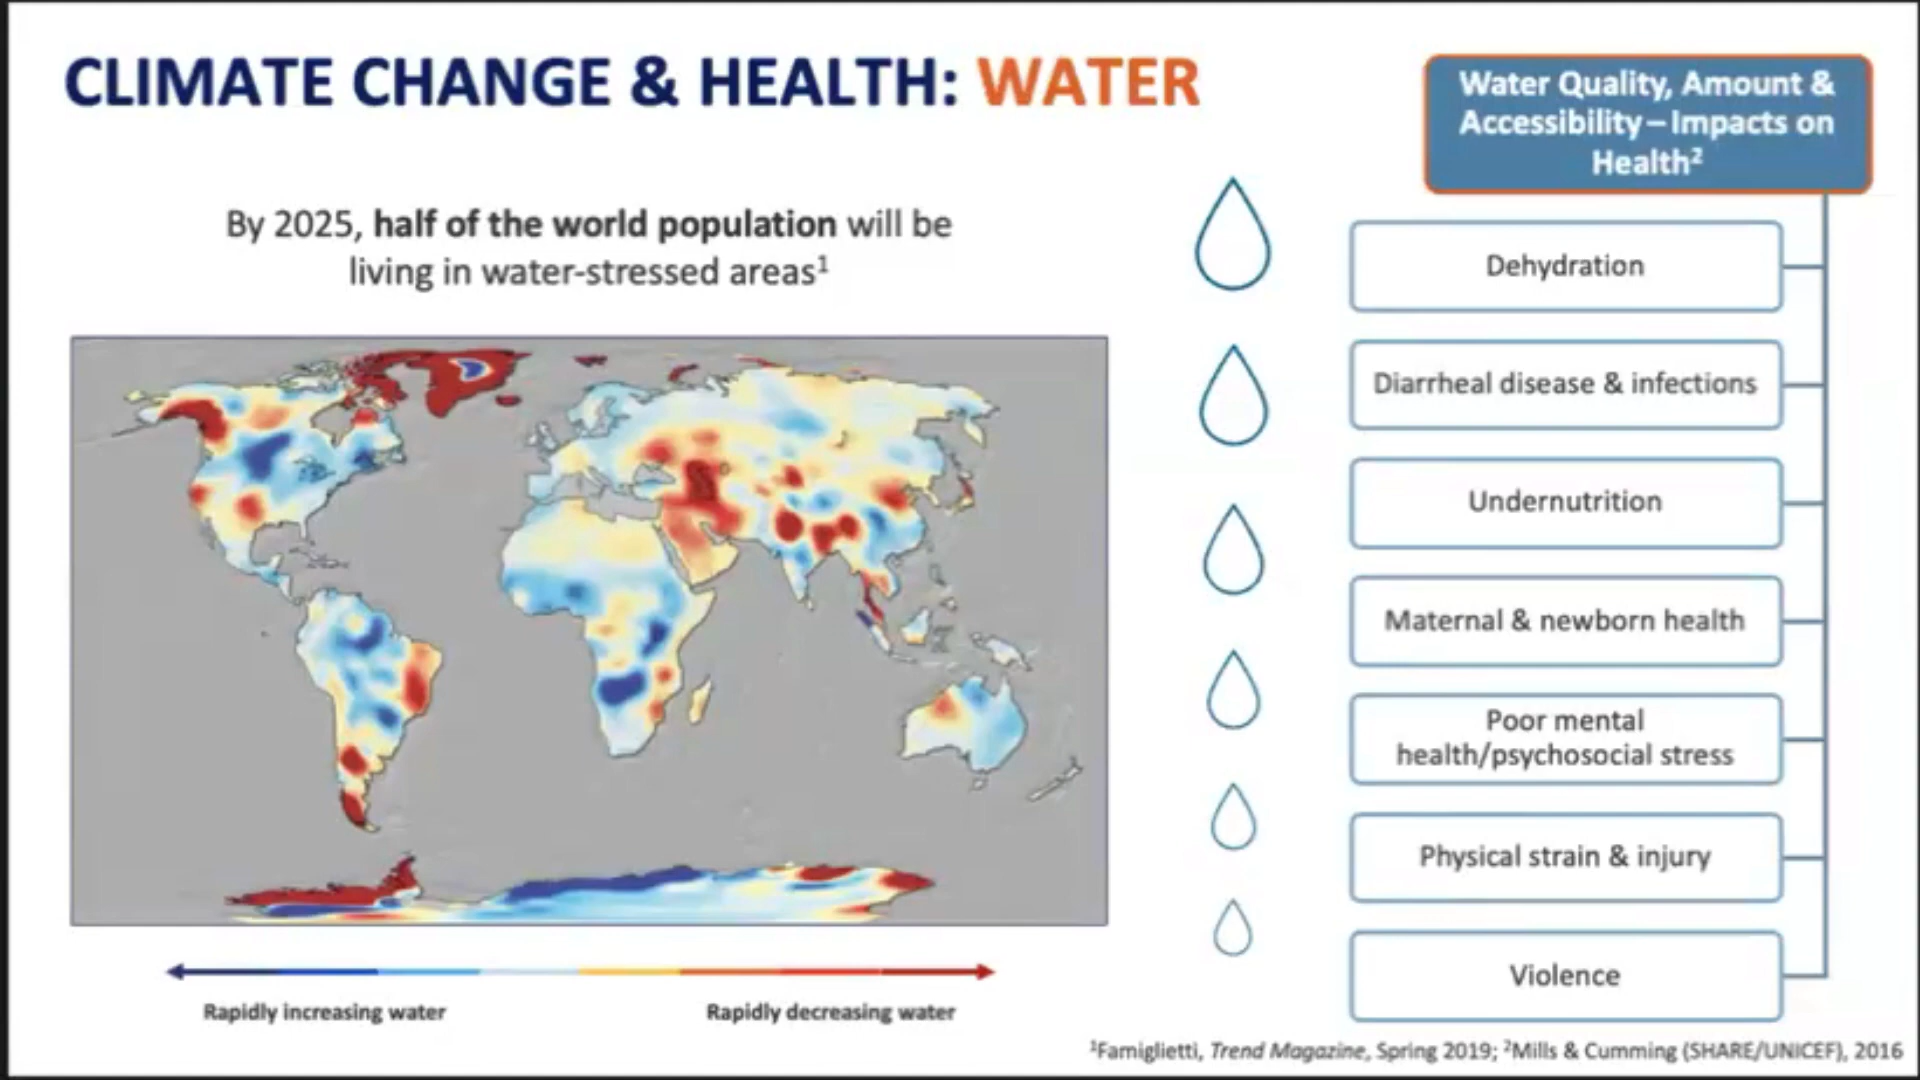 CLIMATE CHANGE & HEALTH: WATER
By 2025, half of the world population will be
living in water-stressed areas¹
Rapidly increasing water
Rapidly decreasing water
Water Quality, Amount &
Accessibility – Impacts on
Health²
Dehydration
Diarrheal disease & infections
Undernutrition
Maternal & newborn health
Poor mental
health/psychosocial stress
Physical strain & injury
Violence
¹Famiglietti, Trend Magazine, Spring 2019; ²Mills & Cumming (SHARE/UNICEF), 2016